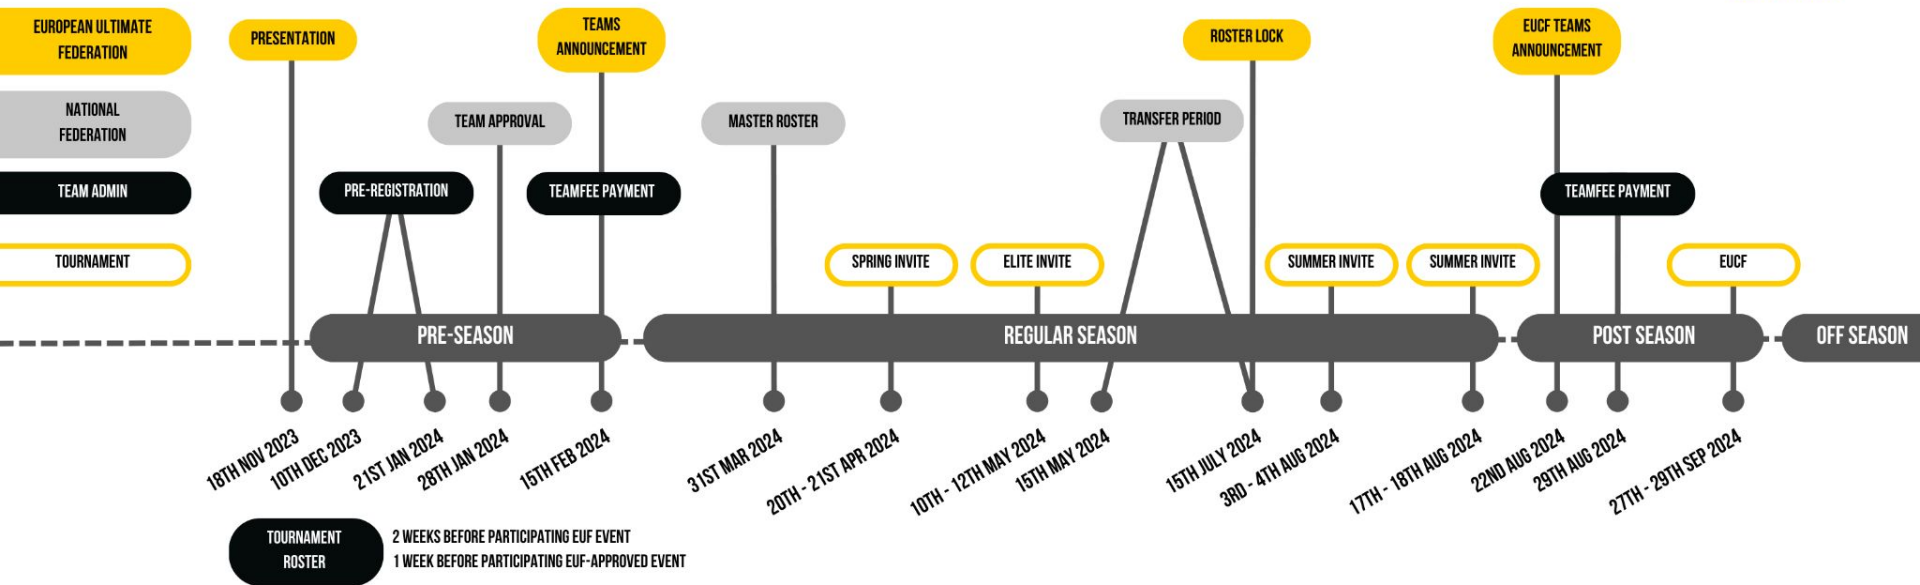 EUROPEAN ULTIMATE
FEDERATION
NATIONAL
FEDERATION
TEAM ADMIN
TOURNAMENT
PRESENTATION
TEAMS
ANNOUNCEMENT
ROSTER LOCK
EUCF TEAMS
ANNOUNCEMENT
TEAM APPROVAL
MASTER ROSTER
TRANSFER PERIOD
PRE-REGISTRATION
TEAMFEE PAYMENT
TEAMFEE PAYMENT
SPRING INVITE
ELITE INVITE
SUMMER INVITE
SUMMER INVITE
EUCF
PRE-SEASON
REGULAR SEASON
POST SEASON
OFF SEASON
18TH NOV 2023
10TH DEC 2023
21ST JAN 2024
28TH JAN 2024
15TH FEB 2024
31ST MAR 2024
20TH - 21ST APR 2024
10TH - 12TH MAY 2024
15TH MAY 2024
15TH JULY 2024
3RD - 4TH AUG 2024
17TH - 18TH AUG 2024
22ND AUG 2024
29TH AUG 2024
27TH - 29TH SEP 2024
TOURNAMENT
ROSTER
2 WEEKS BEFORE PARTICIPATING EUF EVENT
1 WEEK BEFORE PARTICIPATING EUF-APPROVED EVENT